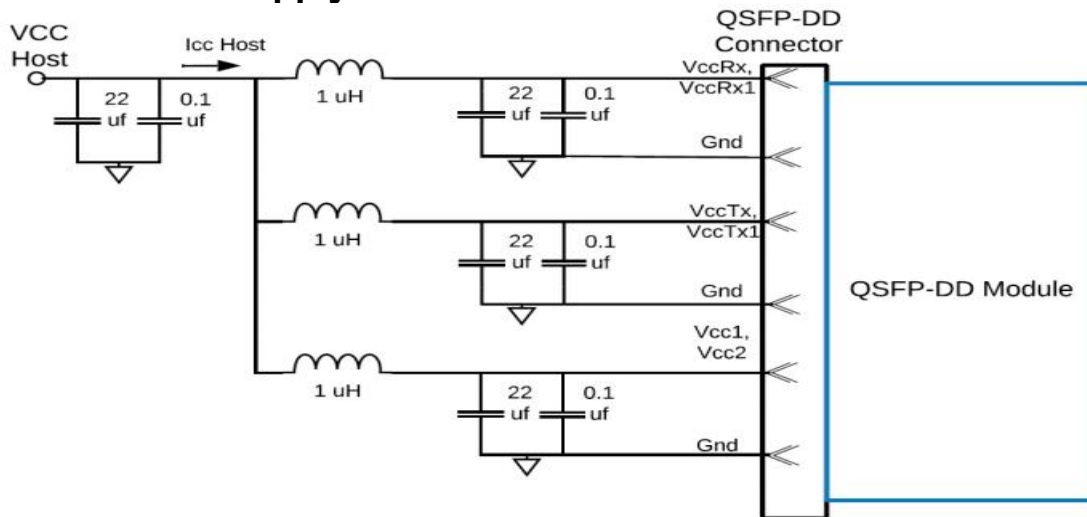 QSFP-DD
Connector
VCC
Host
Icc Host
22
uf
0.1
uf
1 uH
22
uf
0.1
uf
VccRx,
VccRx1
Gnd
1 uH
22
uf
0.1
uf
VccTx,
VccTx1
Gnd
QSFP-DD Module
1 uH
22
uf
0.1
uf
Vcc1,
Vcc2
Gnd